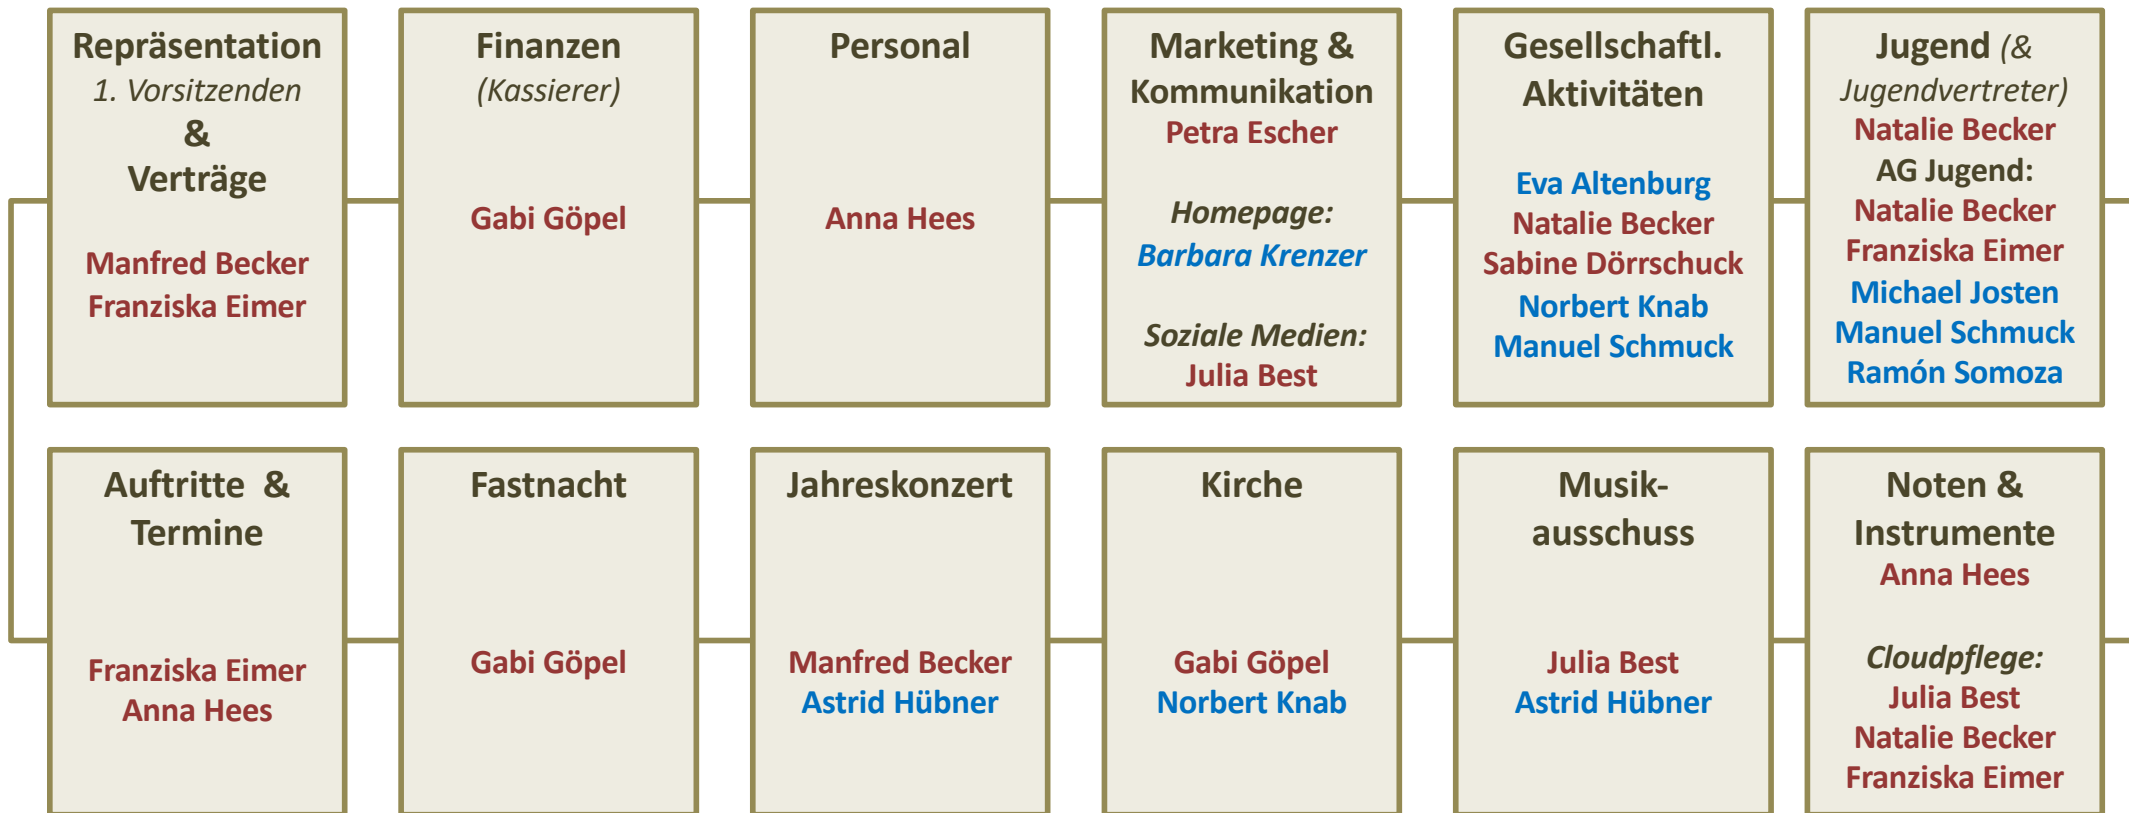 Repräsentation
1. Vorsitzenden
&
Verträge
Manfred Becker
Franziska Eimer
Finanzen
(Kassierer)
Gabi Göpel
Personal
Anna Hees
Marketing &
Kommunikation
Petra Escher
Homepage:
Barbara Krenzer
Soziale Medien:
Julia Best
Gesellschaftl.
Aktivitäten
Eva Altenburg
Natalie Becker
Sabine Dörrschuck
Norbert Knab
Manuel Schmuck
Jugend (&
Jugendvertreter)
Natalie Becker
AG Jugend:
Natalie Becker
Franziska Eimer
Michael Josten
Manuel Schmuck
Ramón Somoza
Auftritte &
Termine
Franziska Eimer
Anna Hees
Fastnacht
Gabi Göpel
Jahreskonzert
Manfred Becker
Astrid Hübner
Kirche
Gabi Göpel
Norbert Knab
Musik-
ausschuss
Julia Best
Astrid Hübner
Noten &
Instrumente
Anna Hees
Cloudpflege:
Julia Best
Natalie Becker
Franziska Eimer